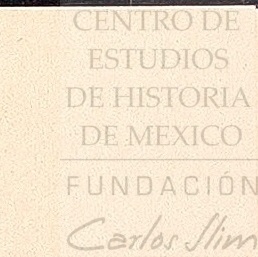 CENTRO DE
ESTUDIOS
DE HISTORIA
DE MEXICO
FUNDACIÓN
Carlos Slim